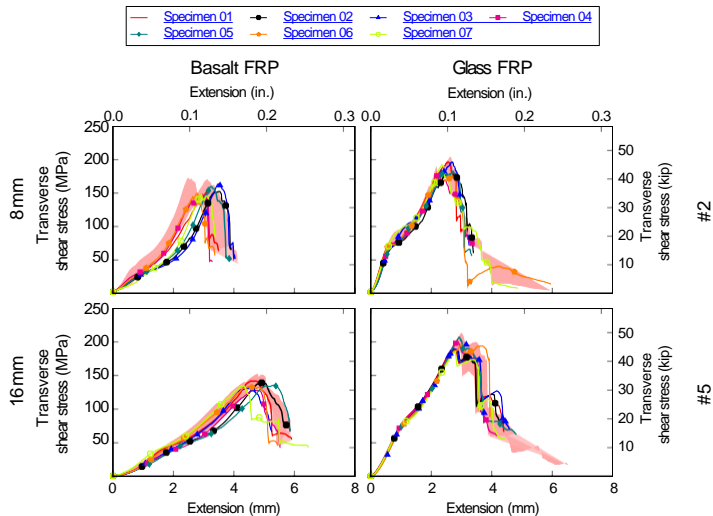 Specimen 01 Specimen 02 Specimen 03 Specimen 04
Specimen 05 Specimen 06 Specimen 07
Basalt FRP Glass FRP
Extension (in.) Extension (in.)
0.0 0.1 0.2 0.3 0.0 0.1 0.2 0.3
8mm
Transverse
shear stress (MPa)
250
200
150
100
50
50
40
30
20
10
Transverse
shear stress (kip)
#2
16mm
Transverse
shear stress (MPa)
250
200
150
100
50
0
50
40
30
20
10
Transverse
shear stress (kip)
#5
0 2 4 6 8 0 2 4 6 8
Extension (mm) Extension (mm)